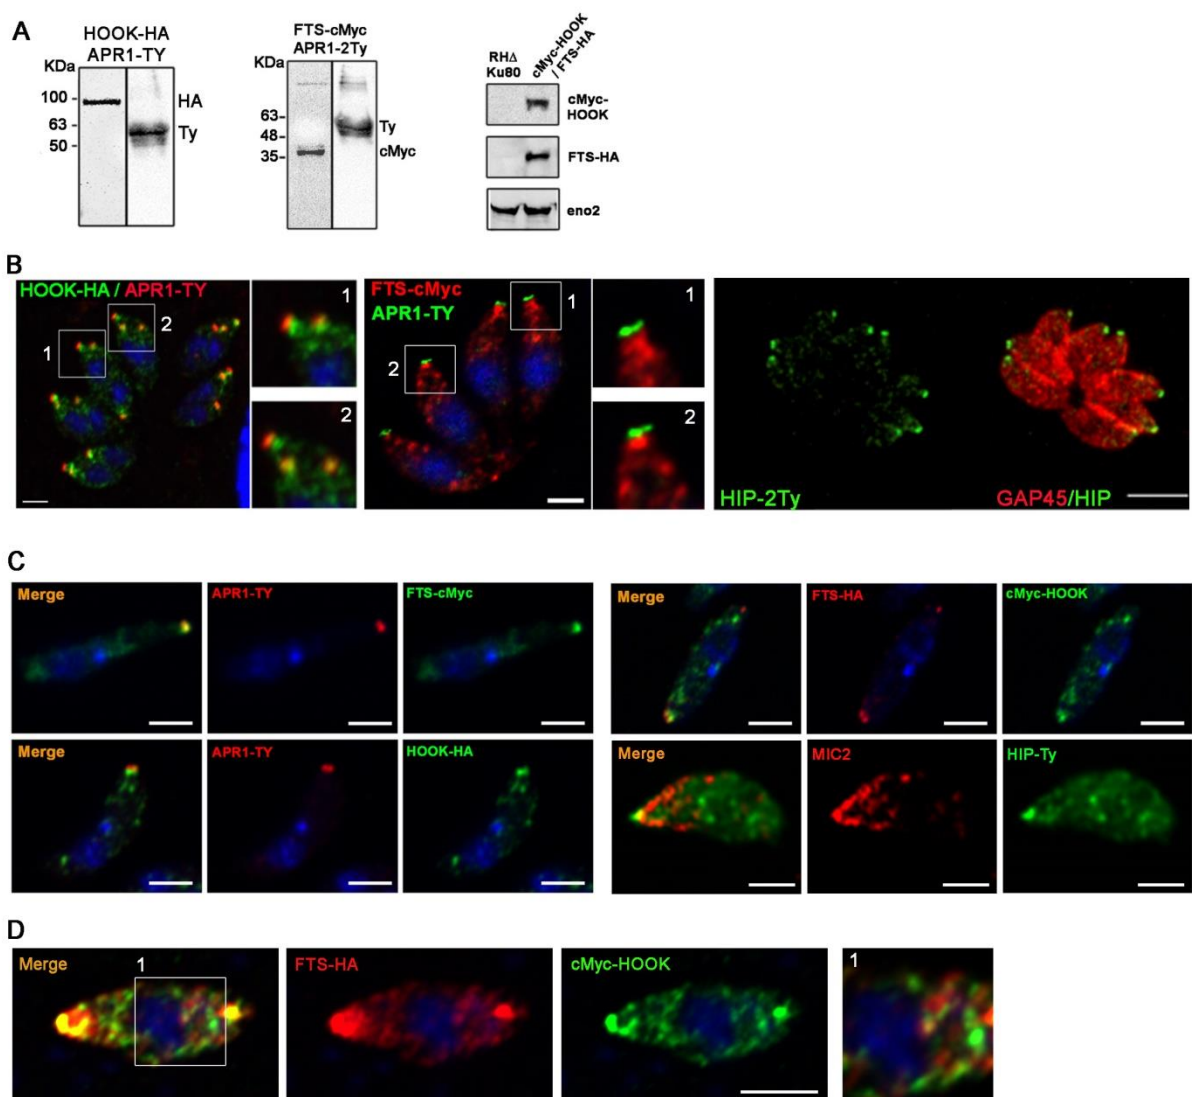 A
HOOK-HA
APR1-TY
KDa
100 -
63 -
50 -
HA
Ty
FTS-cMyc
APR1-2Ty
KDa
63-
48-
35-
Ty
cMyc
RHΔ
Ku80
cMyc-HOOK
/ FTS-HA
cMyc-
HOOK
FTS-HA
eno2
B
HOOK-HA / APR1-TY
1
2
1
2
FTS-cMyc
APR1-TY
1
2
1
2
HIP-2Ty
GAP45/HIP
C
Merge
APR1-TY
FTS-cMyc
Merge
FTS-HA
cMyc-HOOK
Merge
APR1-TY
HOOK-HA
Merge
MIC2
HIP-Ty
D
Merge
1
FTS-HA
cMyc-HOOK
1